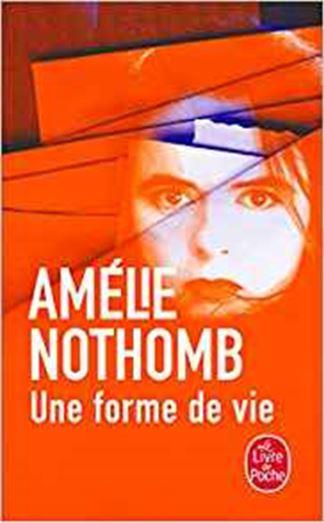 AMÉLIE
NOTHOMB
Une forme de vie
Le
Livre
de
Poche